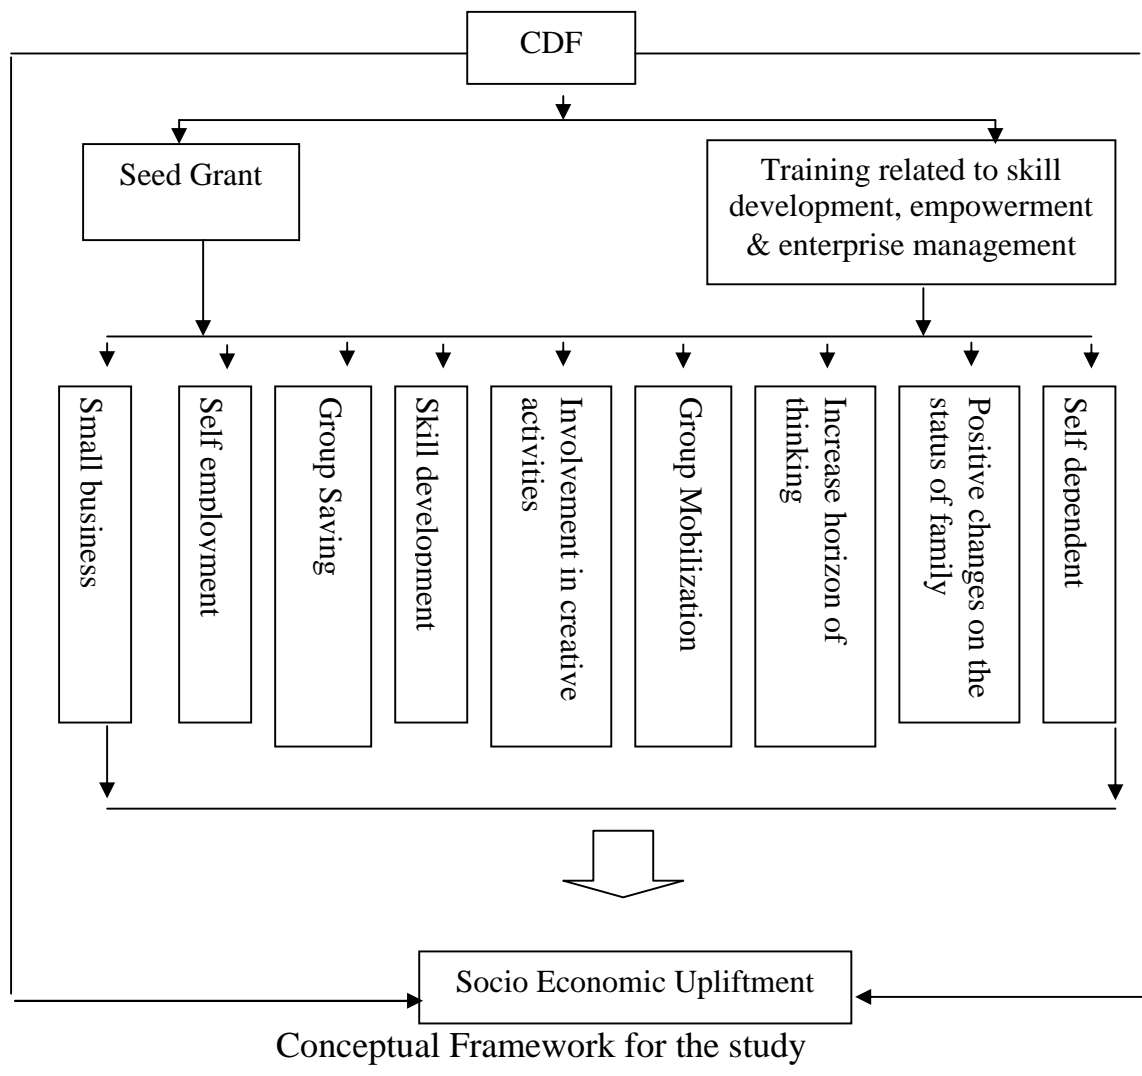 CDF
Seed Grant
Training related to skill
development, empowerment
& enterprise management
Small business
Self employment
Group Saving
Skill development
Involvement in creative
activities
Group Mobilization
Increase horizon of
thinking
Positive changes on the
status of family
Self dependent
Socio Economic Upliftment
Conceptual Framework for the study